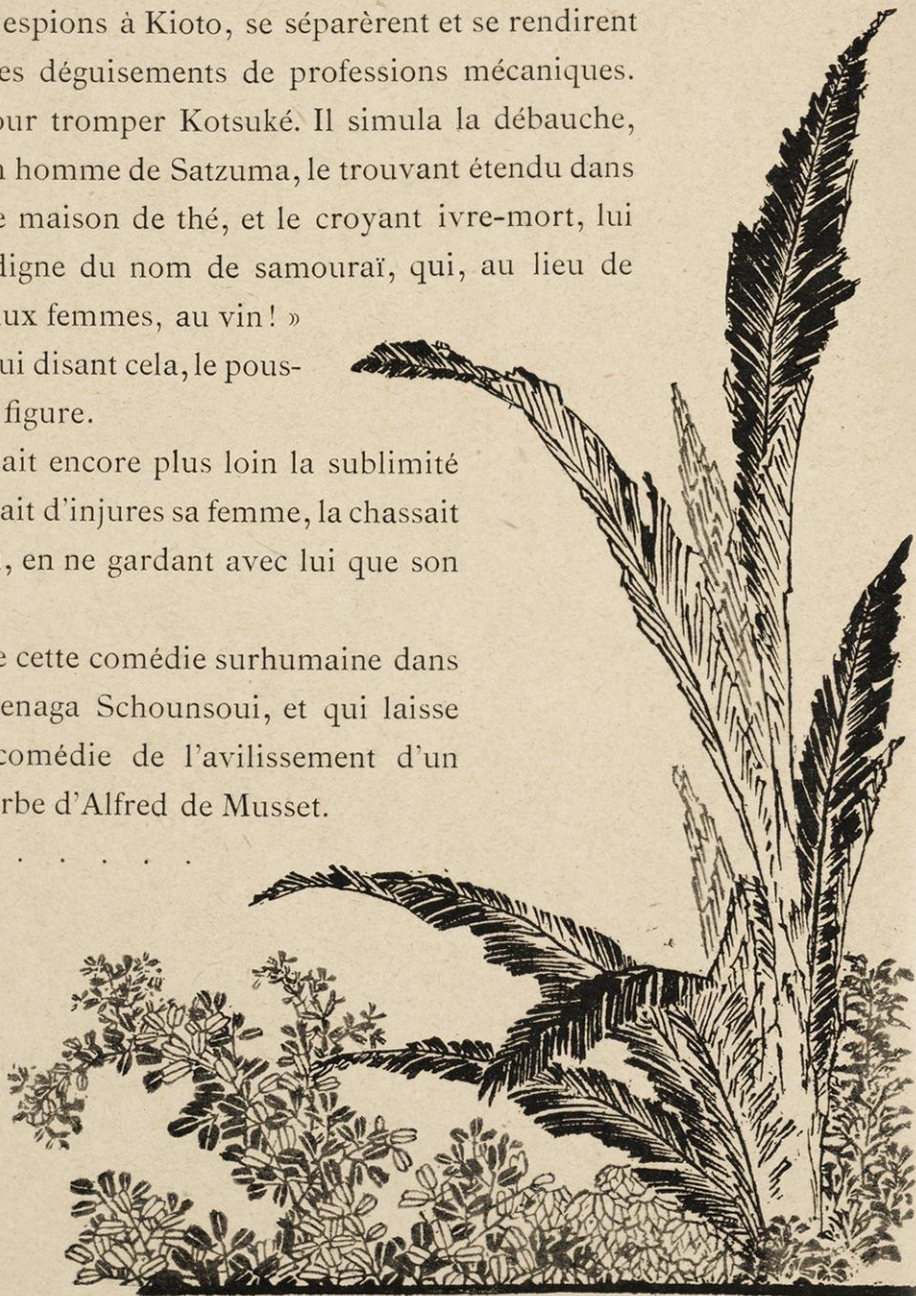 espions à Kioto, se séparèrent et se rendirent
es déguisements de professions mécaniques.
our tromper Kotsuké. Il simula la débauche,
homme de Satzuma, le trouvant étendu dans
e maison de thé, et le croyant ivre-mort, lui
digne du nom de samouraï, qui, au lieu de
ux femmes, au vin ! »
ui disant cela, le pous-
figure.
ait encore plus loin la sublimité
ait d'injures sa femme, la chassait
, en ne gardant avec lui que son
e cette comédie surhumaine dans
enaga Schounsoui, et qui laisse
comédie de l'avilissement d'un
rbe d'Alfred de Musset.
. . . . .